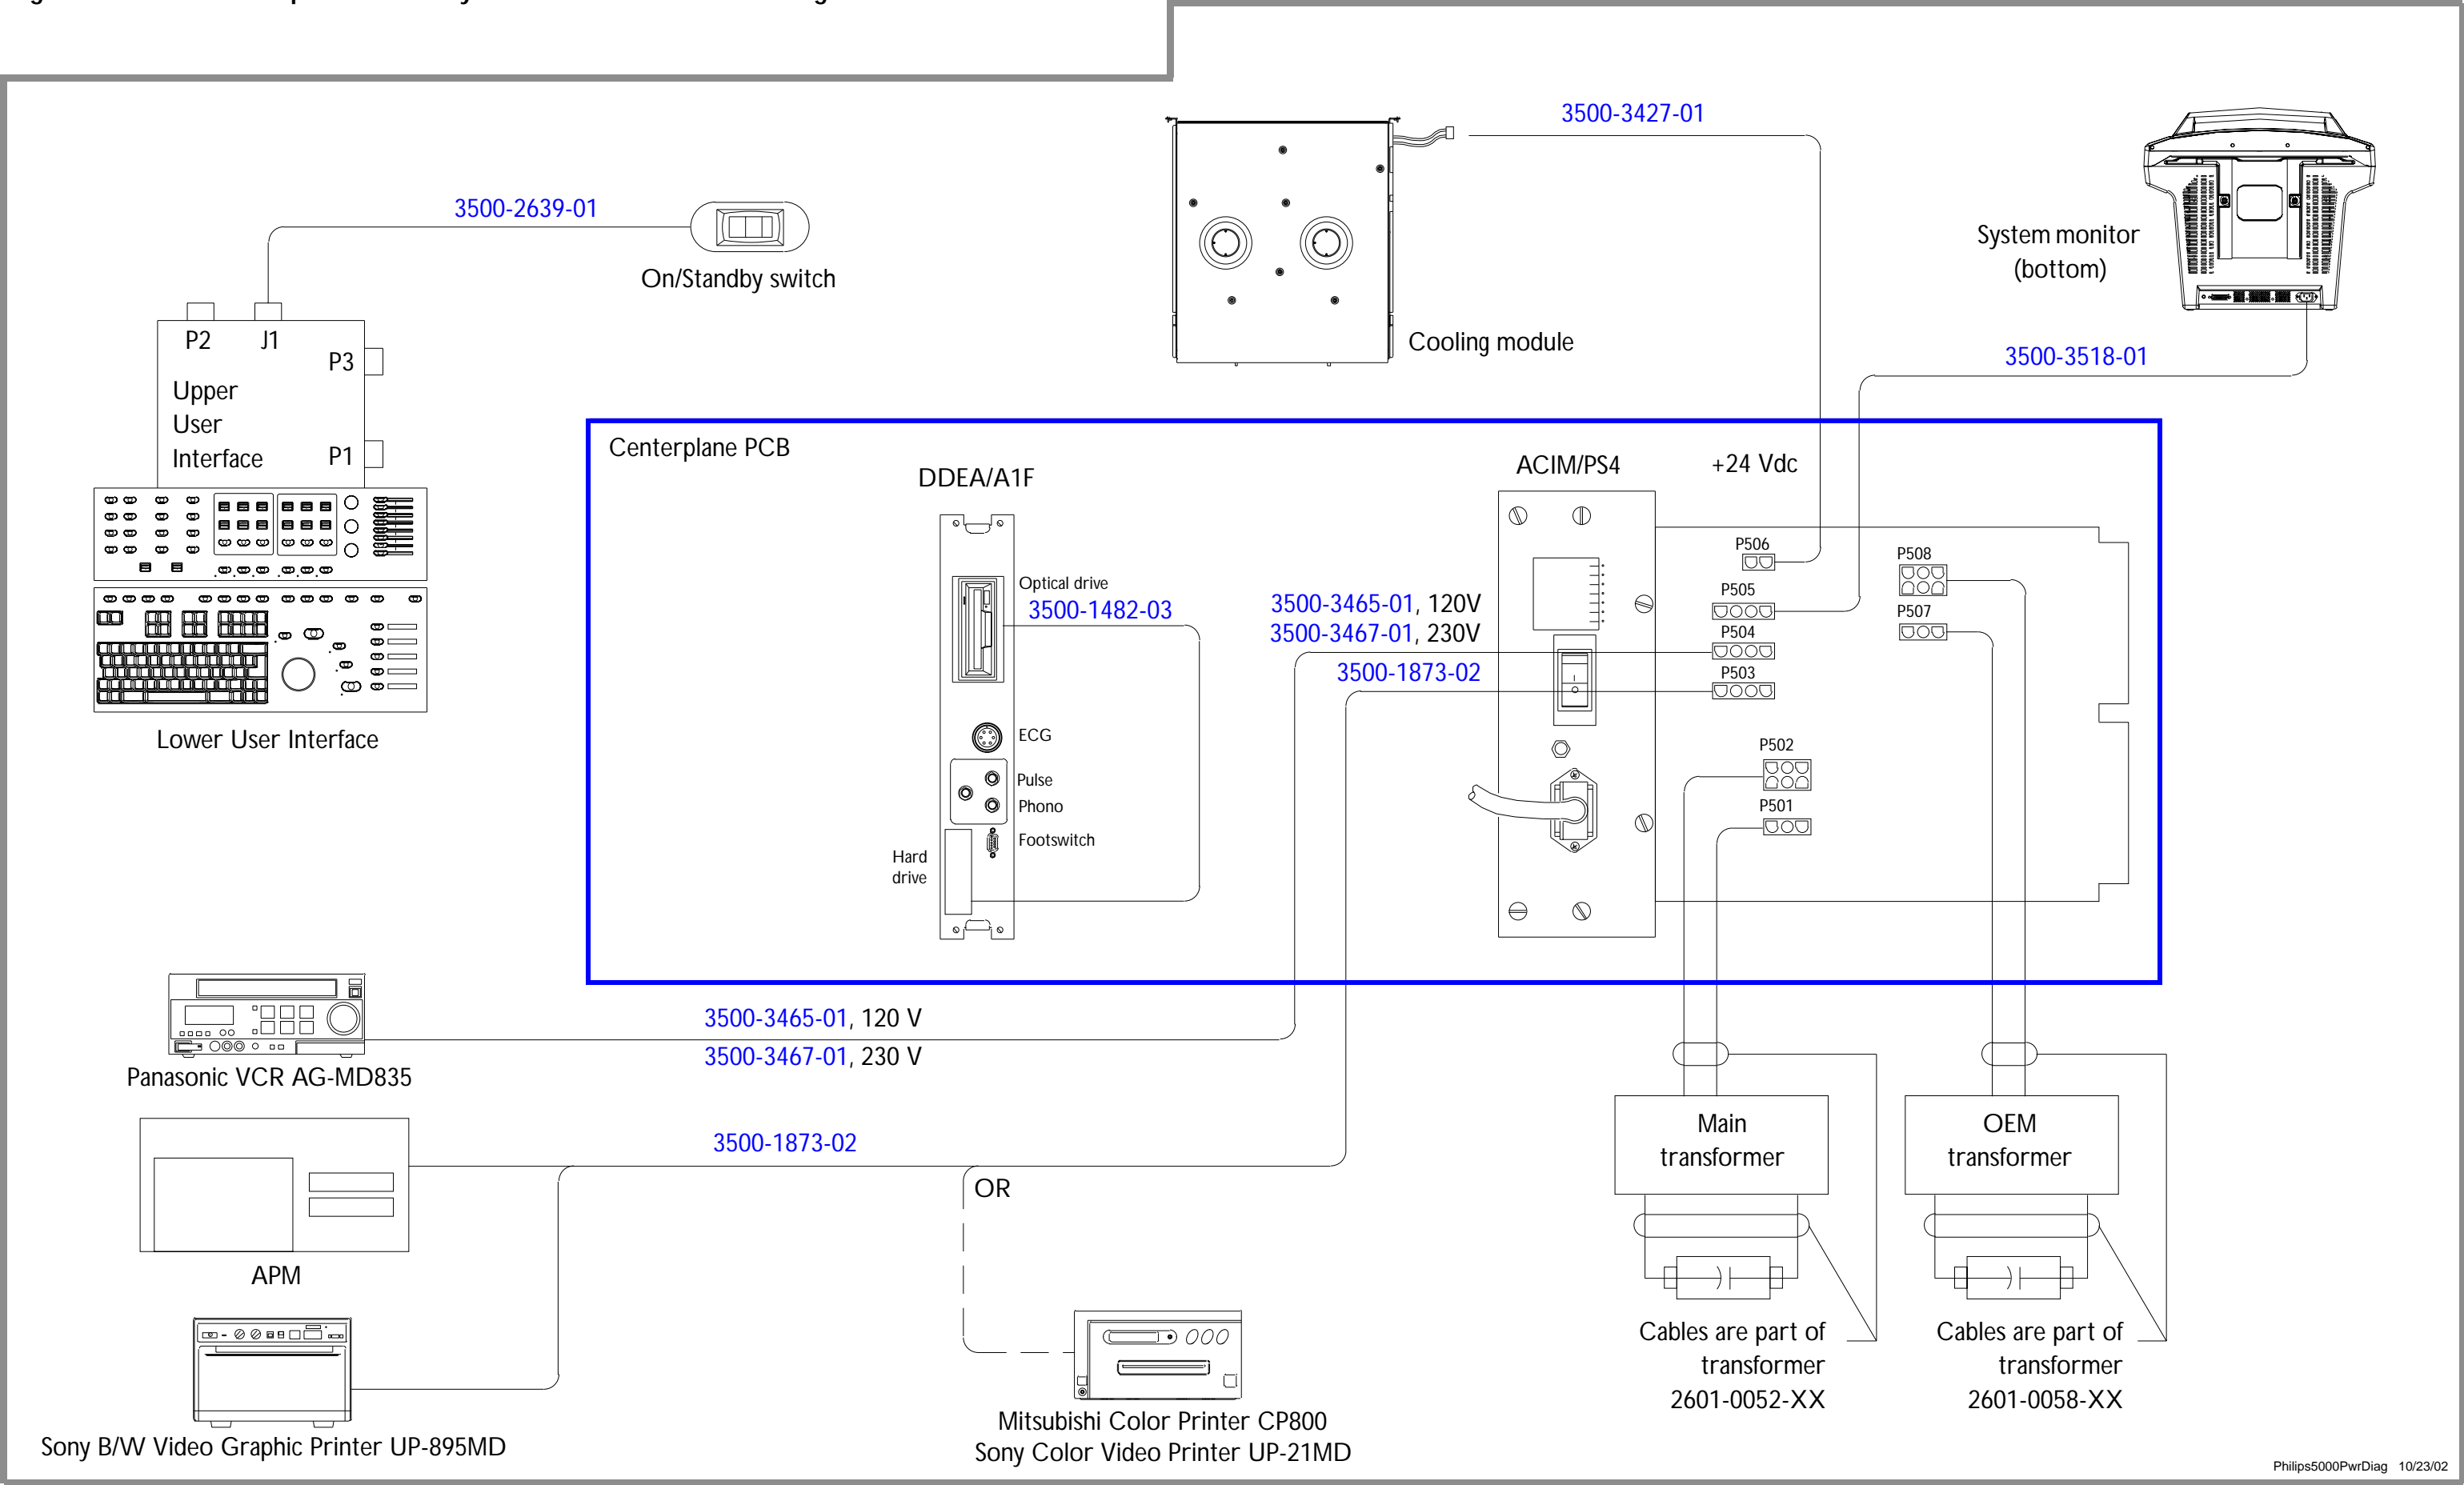 3500-3427-01
3500-2639-01
On/Standby switch
System monitor
(bottom)
Cooling module
3500-3518-01
P2
J1
P3
Upper
User
Interface
P1
Lower User Interface
Centerplane PCB
DDEA/A1F
Optical drive
3500-1482-03
ECG
Pulse
Phono
Footswitch
Hard
drive
ACIM/PS4
+24 Vdc
3500-3465-01, 120V
3500-3467-01, 230V
3500-1873-02
P506
P505
P504
P503
P502
P501
P508
P507
Panasonic VCR AG-MD835
3500-3465-01, 120 V
3500-3467-01, 230 V
APM
3500-1873-02
OR
Sony B/W Video Graphic Printer UP-895MD
Mitsubishi Color Printer CP800
Sony Color Video Printer UP-21MD
Main
transformer
Cables are part of
transformer
2601-0052-XX
OEM
transformer
Cables are part of
transformer
2601-0058-XX
Philips5000PwrDiag 10/23/02